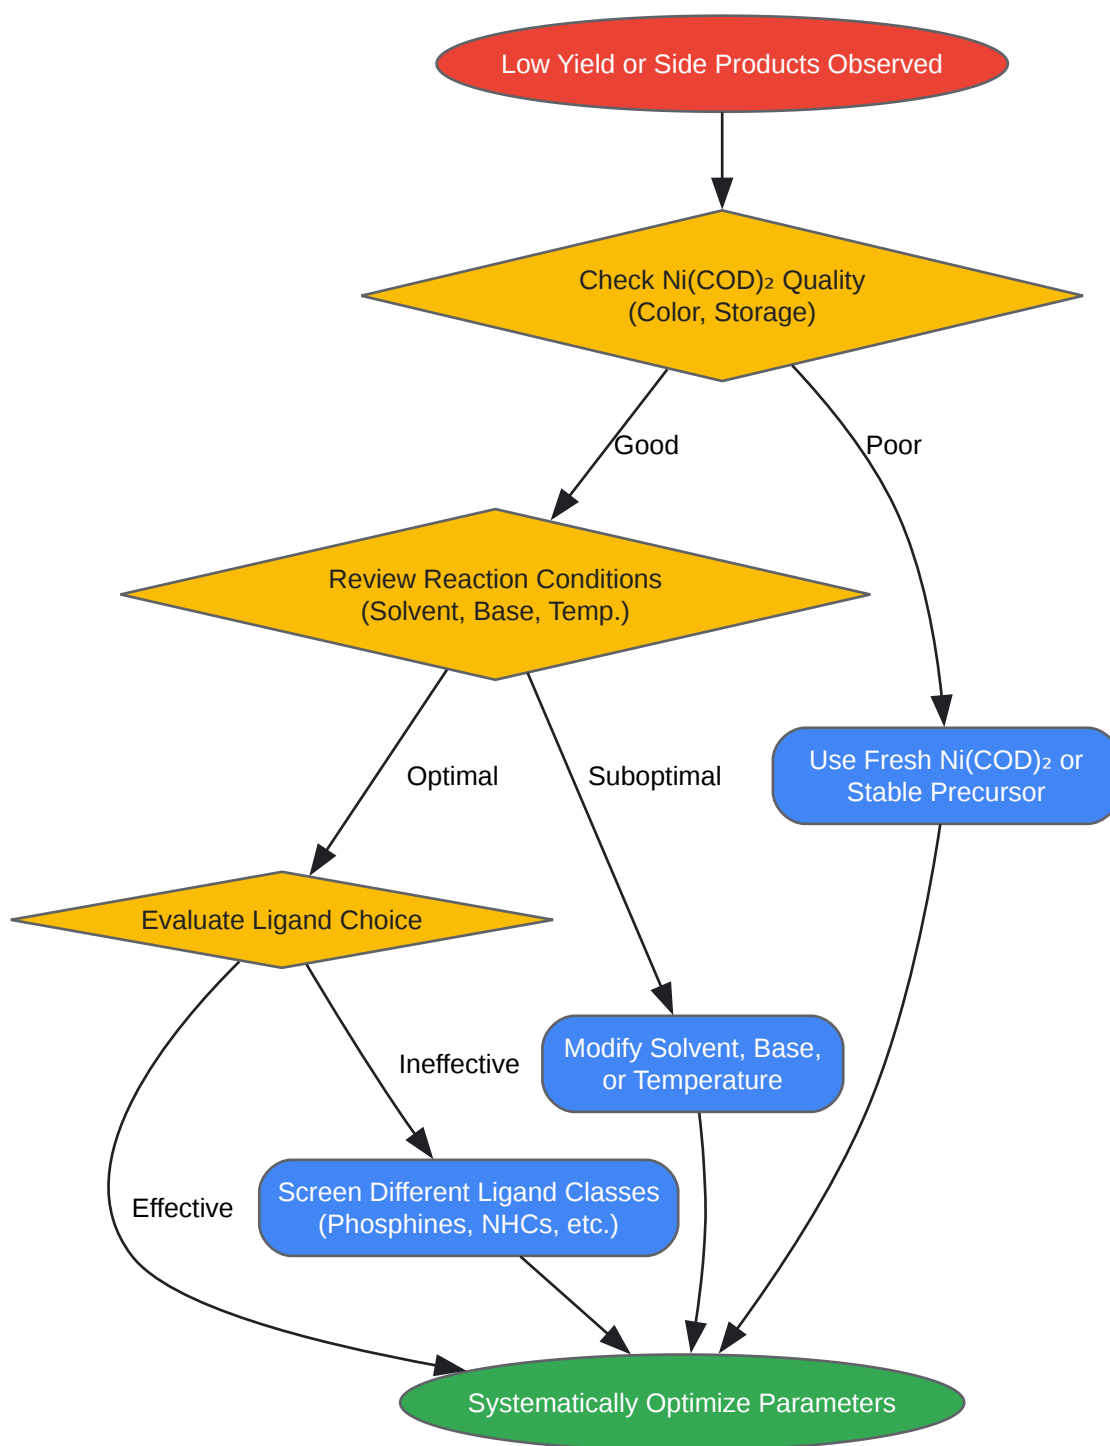 Low Yield or Side Products Observed
Check Ni(COD)₂ Quality
(Color, Storage)
Good
Poor
Review Reaction Conditions
(Solvent, Base, Temp.)
Use Fresh Ni(COD)₂ or
Stable Precursor
Optimal
Suboptimal
Evaluate Ligand Choice
Modify Solvent, Base,
or Temperature
Ineffective
Effective
Screen Different Ligand Classes
(Phosphines, NHCs, etc.)
Systematically Optimize Parameters